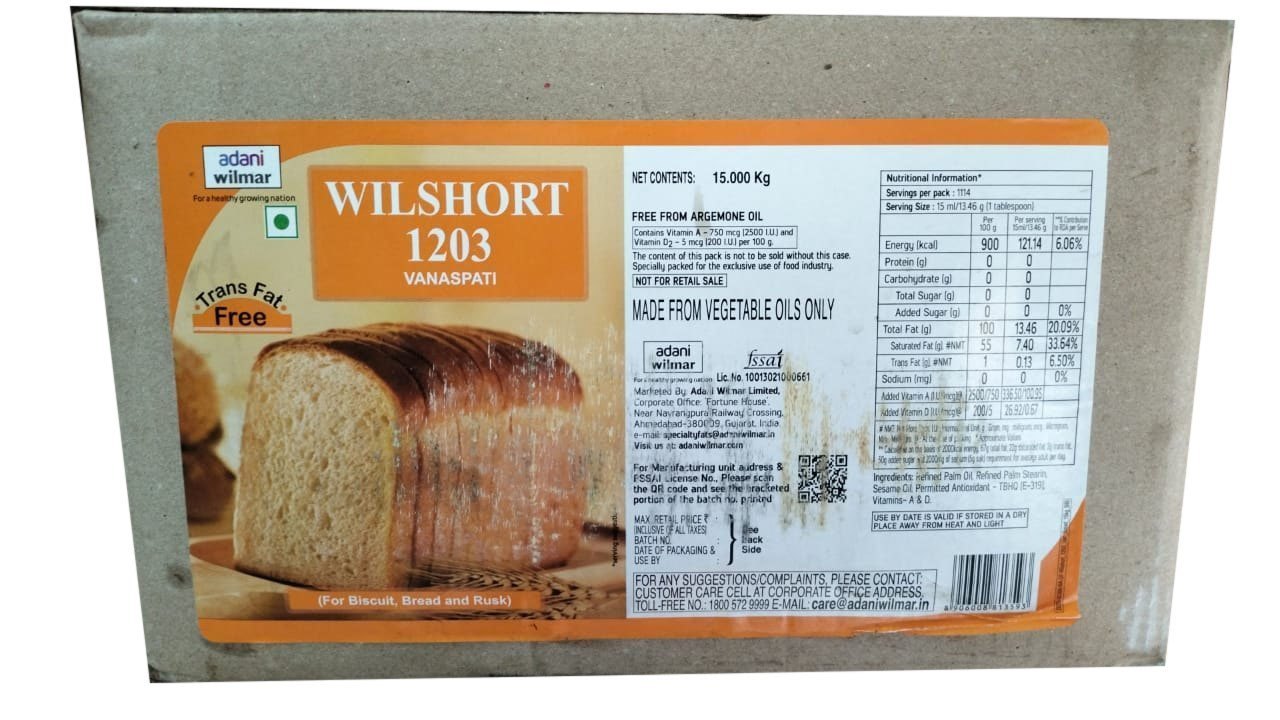 adani
wilmar
For a healthy growing nation
WILSHORT
1203
VANASPATI
Trans Fat
Free
(For Biscuit, Bread and Rusk)
NET CONTENTS: 15.000 Kg
FREE FROM ARGEMONE OIL
Contains Vitamin A - 750 mcg (2500 I.U.) and
Vitamin D2 - 5 mcg (200 I.U.) per 100 g.
The content of this pack is not to be sold without this case.
Specially packed for the exclusive use of food industry.
NOT FOR RETAIL SALE
MADE FROM VEGETABLE OILS ONLY
adani
wilmar
For a healthy growing nation
fssai
Lic. No. 10013021000661
Marketed By: Adani Wilmar Limited,
Corporate Office: 'Fortune House',
Near Navrangpura Railway Crossing,
Ahmedabad-380009, Gujarat, India.
e-mail: specialtyfats@adaniwilmar.in
Visit us at: adaniwilmar.com
For Manufacturing unit address &
FSSAI License No., Please scan
the QR code and see the bracketed
portion of the batch no. printed
MAX. RETAIL PRICE ₹ :
(INCLUSIVE OF ALL TAXES)
BATCH NO. :
DATE OF PACKAGING & :
USE BY :
See
Back
Side
FOR ANY SUGGESTIONS/COMPLAINTS, PLEASE CONTACT:
CUSTOMER CARE CELL AT CORPORATE OFFICE ADDRESS.
TOLL-FREE NO.: 1800 572 9999 E-MAIL: care@adaniwilmar.in
Nutritional Information*
Servings per pack : 1114
Serving Size : 15 ml/13.46 g (1 tablespoon)
Per 100 g Per serving 15ml/13.46 g **% Contribution to RDA per Serve
Energy (kcal) 900 121.14 6.06%
Protein (g) 0 0
Carbohydrate (g) 0 0
Total Sugar (g) 0 0
Added Sugar (g) 0 0 0%
Total Fat (g) 100 13.46 20.09%
Saturated Fat (g) #NMT 55 7.40 33.64%
Trans Fat (g) #NMT 1 0.13 6.50%
Sodium (mg) 0 0 0%
Added Vitamin A (I.U/mcg)@ 2500/750 336.50/100.95
Added Vitamin D (I.U/mcg)@ 200/5 26.92/0.67
Ingredients: Refined Palm Oil, Refined Palm Stearin,
Sesame Oil, Permitted Antioxidant - TBHQ (E-319),
Vitamins- A & D.
USE BY DATE IS VALID IF STORED IN A DRY
PLACE AWAY FROM HEAT AND LIGHT
8 906008 813593